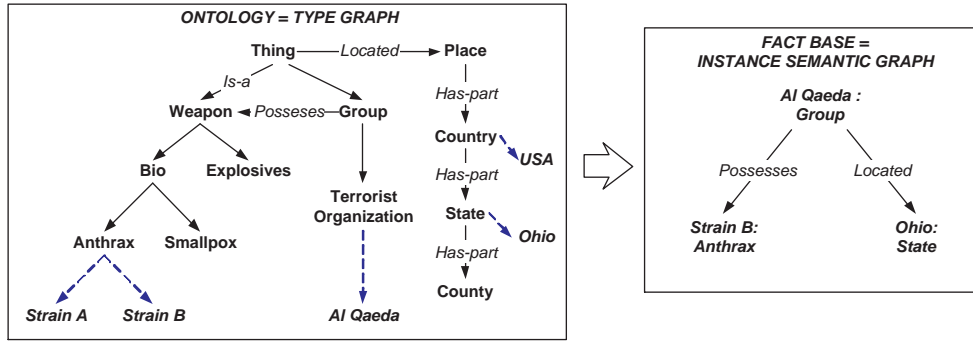 ONTOLOGY = TYPE GRAPH
Thing
Located
Place
Is-a
Has-part
Weapon
Posseses
Group
Country
USA
Bio
Explosives
Has-part
Terrorist
Organization
State
Ohio
Anthrax
Smallpox
Has-part
County
Strain A
Strain B
Al Qaeda
FACT BASE =
INSTANCE SEMANTIC GRAPH
Al Qaeda :
Group
Possesses
Located
Strain B:
Anthrax
Ohio:
State